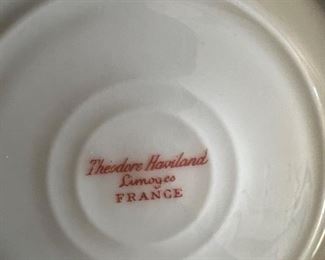 Theodore Haviland
Limoges
FRANCE